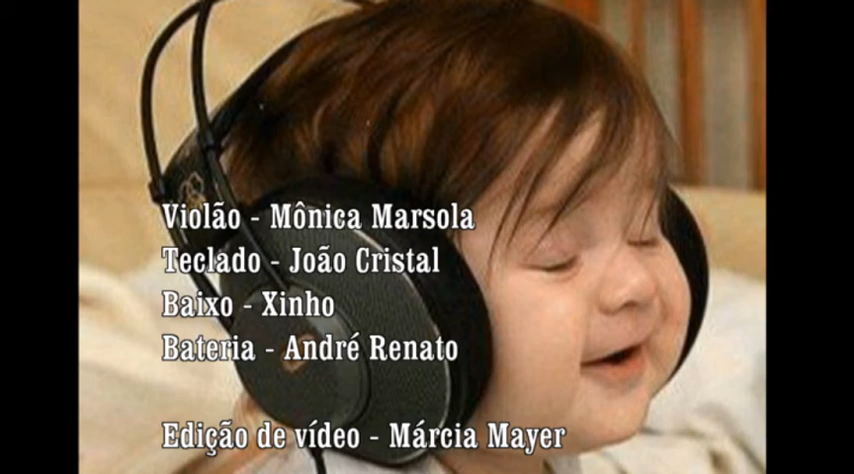 Violão - Mônica Marsola
Teclado - João Cristal
Baixo - Xinho
Bateria - André Renato
Edição de vídeo - Márcia Mayer